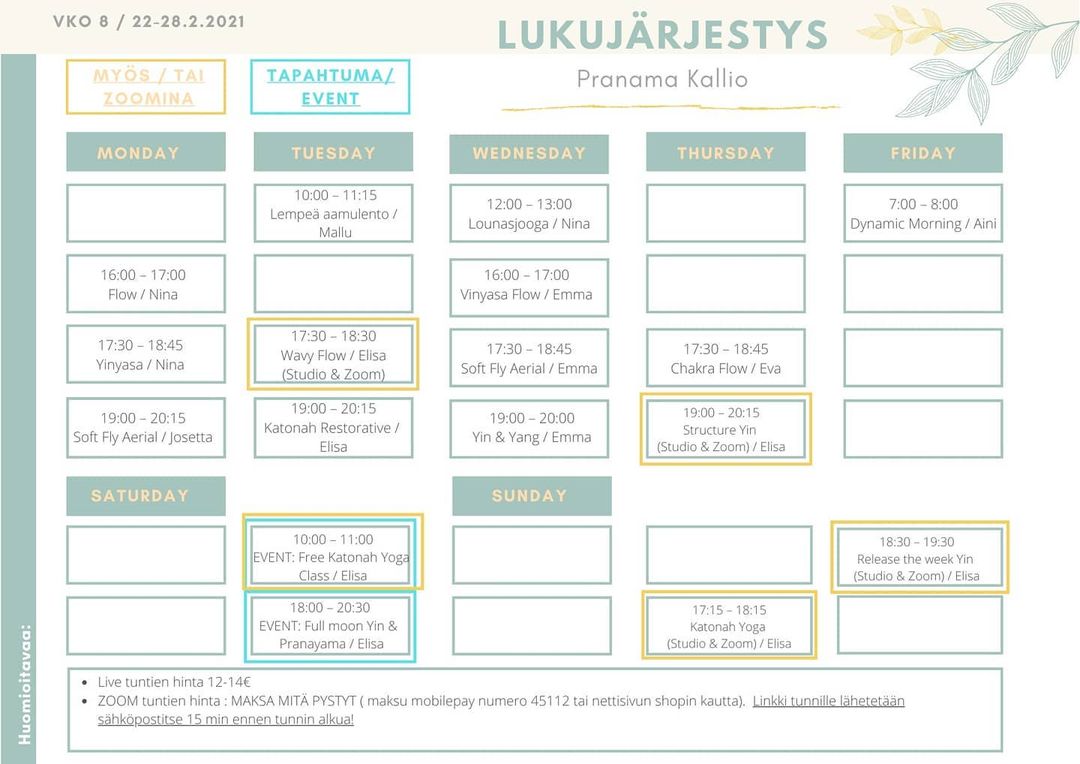 VKO 8 / 22-28.2.2021
LUKUJÄRJESTYS
Pranama Kallio
MYÖS / TAI
ZOOMINA
TAPAHTUMA/
EVENT
MONDAY
TUESDAY
WEDNESDAY
THURSDAY
FRIDAY
10:00 – 11:15
Lempeä aamulento /
Mallu
12:00 – 13:00
Lounasjooga / Nina
7:00 – 8:00
Dynamic Morning / Aini
16:00 – 17:00
Flow / Nina
16:00 – 17:00
Vinyasa Flow / Emma
17:30 – 18:45
Yinyasa / Nina
17:30 – 18:30
Wavy Flow / Elisa
(Studio & Zoom)
17:30 – 18:45
Soft Fly Aerial / Emma
17:30 – 18:45
Chakra Flow / Eva
19:00 – 20:15
Soft Fly Aerial / Josetta
19:00 – 20:15
Katonah Restorative /
Elisa
19:00 – 20:00
Yin & Yang / Emma
19:00 – 20:15
Structure Yin
(Studio & Zoom) / Elisa
SATURDAY
SUNDAY
10:00 – 11:00
EVENT: Free Katonah Yoga
Class / Elisa
18:30 – 19:30
Release the week Yin
(Studio & Zoom) / Elisa
18:00 – 20:30
EVENT: Full moon Yin &
Pranayama / Elisa
17:15 – 18:15
Katonah Yoga
(Studio & Zoom) / Elisa
Huomioitavaa:
• Live tuntien hinta 12-14€
• ZOOM tuntien hinta : MAKSA MITÄ PYSTYT ( maksu mobilepay numero 45112 tai nettisivun shopin kautta). Linkki tunnille lähetetään
sähköpostitse 15 min ennen tunnin alkua!